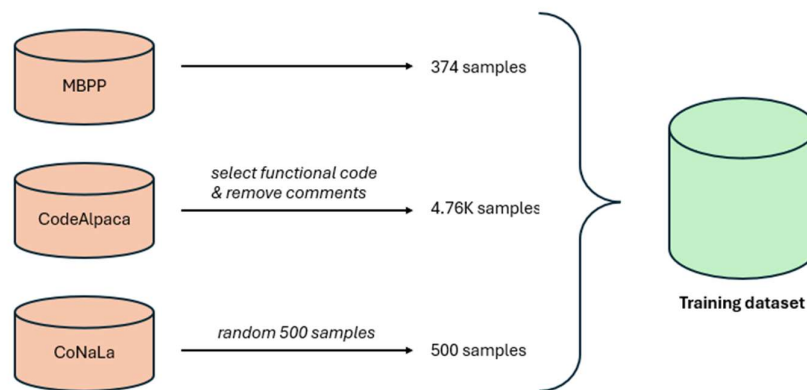 MBPP
374 samples
select functional code
& remove comments
CodeAlpaca
4.76K samples
random 500 samples
CoNaLa
500 samples
Training dataset